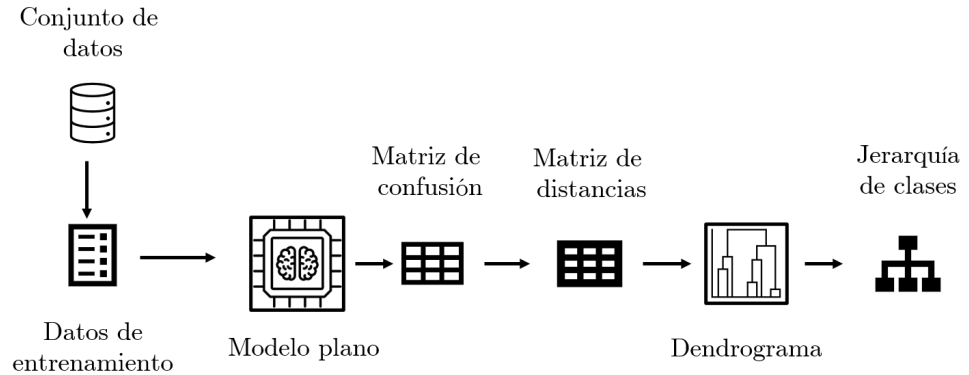 Conjunto de
datos
Matriz de
confusión
Matriz de
distancias
Jerarquía
de clases
Datos de
entrenamiento
Modelo plano
Dendrograma